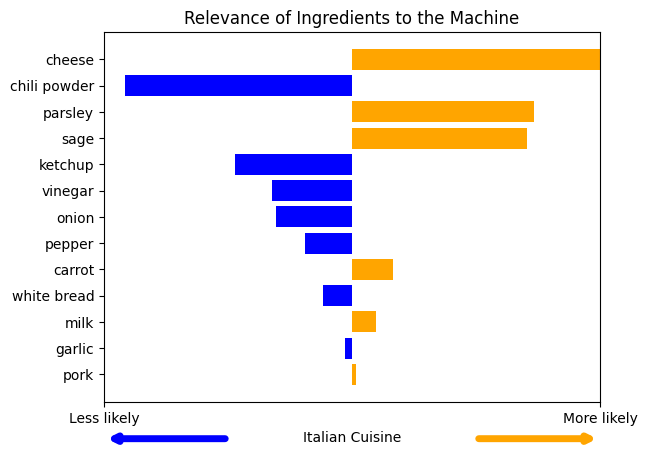 Relevance of Ingredients to the Machine
cheese
chili powder
parsley
sage
ketchup
vinegar
onion
pepper
carrot
white bread
milk
garlic
pork
Less likely
More likely
Italian Cuisine